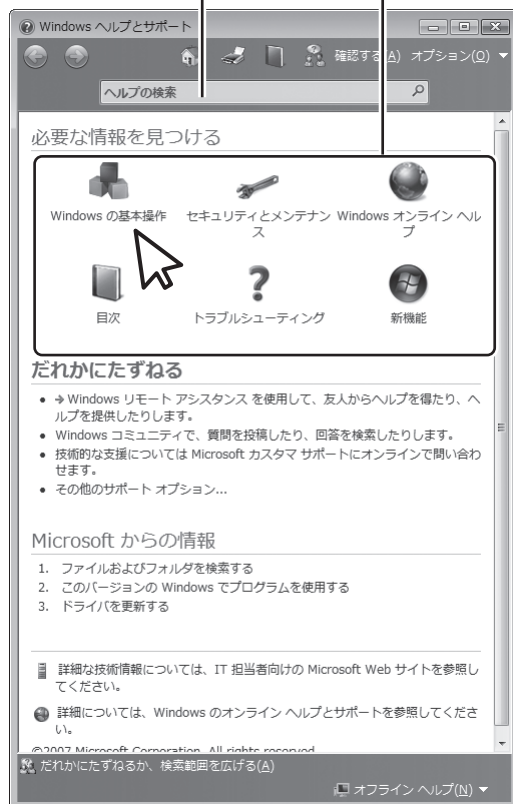 Windows ヘルプとサポート
確認する(A) オプション(O)
ヘルプの検索
必要な情報を見つける
Windows の基本操作
セキュリティとメンテナン
ス
Windows オンライン ヘル
プ
目次
トラブルシューティング
新機能
だれかにたずねる
Windows リモート アシスタンス を使用して、友人からヘルプを得たり、ヘ
ルプを提供したりします。
Windows コミュニティで、質問を投稿したり、回答を検索したりします。
技術的な支援については Microsoft カスタマ サポートにオンラインで問い合わ
せます。
その他のサポート オプション...
Microsoft からの情報
1. ファイルおよびフォルダを検索する
2. このバージョンの Windows でプログラムを使用する
3. ドライバを更新する
詳細な技術情報については、IT 担当者向けの Microsoft Web サイトを参照し
てください。
詳細については、Windows のオンライン ヘルプとサポートを参照してくださ
い。
©2007 Microsoft Corporation. All rights reserved
だれかにたずねるか、検索範囲を広げる(A)
オフライン ヘルプ(N)